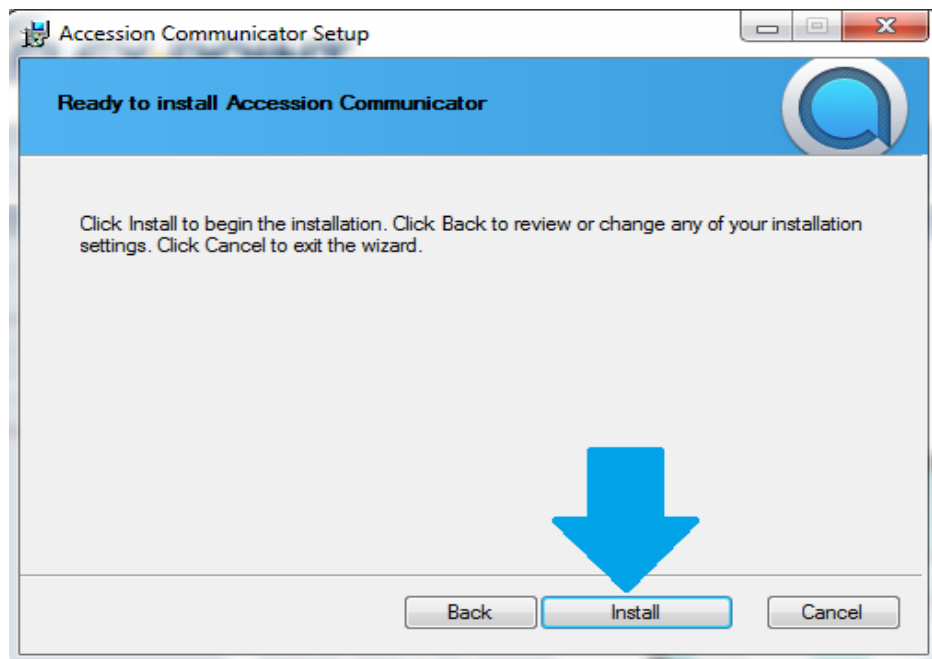 Accession Communicator Setup
Ready to install Accession Communicator
Click Install to begin the installation. Click Back to review or change any of your installation
settings. Click Cancel to exit the wizard.
Back Install Cancel